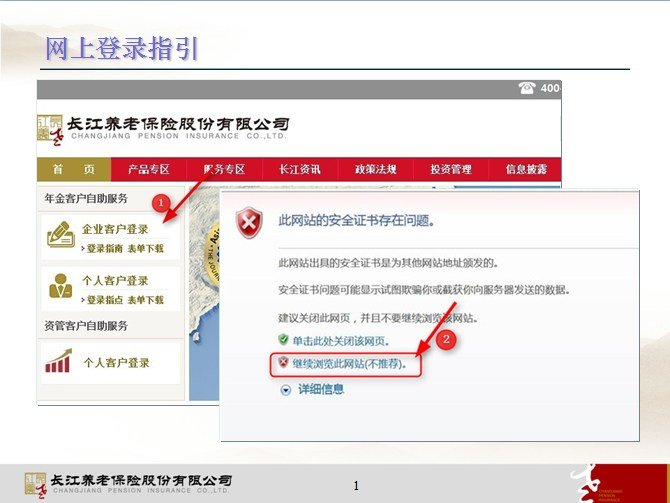 网上登录指引
400-
长江养老保险股份有限公司
CHANGJIANG PENSION INSURANCE CO.,LTD.
首 页 产品专区 服务专区 长江资讯 政策法规 投资管理 信息披露
年金客户自助服务
1
企业客户登录
登录指南 表单下载
个人客户登录
登录指点 表单下载
资管客户自助服务
个人客户登录
此网站的安全证书存在问题。
此网站出具的安全证书是为其他网站地址颁发的。
安全证书问题可能显示试图欺骗你或截获你向服务器发送的数据。
建议关闭此网页，并且不要继续浏览该网站。
2
单击此处关闭该网页。
继续浏览此网站(不推荐)。
详细信息
长江养老保险股份有限公司
CHANGJIANG PENSION INSURANCE CO.,LTD.
1
CHANGJIANG
PENSION
INSURANCE